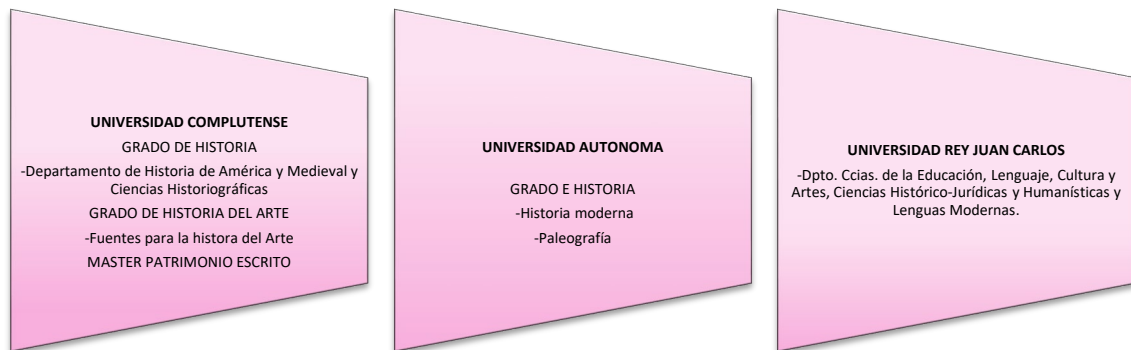 UNIVERSIDAD COMPLUTENSE
GRADO DE HISTORIA
-Departamento de Historia de América y Medieval y
Ciencias Historiográficas
GRADO DE HISTORIA DEL ARTE
-Fuentes para la histora del Arte
MASTER PATRIMONIO ESCRITO
UNIVERSIDAD AUTONOMA
GRADO E HISTORIA
-Historia moderna
-Paleografía
UNIVERSIDAD REY JUAN CARLOS
-Dpto. Ccias. de la Educación, Lenguaje, Cultura y
Artes, Ciencias Histórico-Jurídicas y Humanísticas y
Lenguas Modernas.